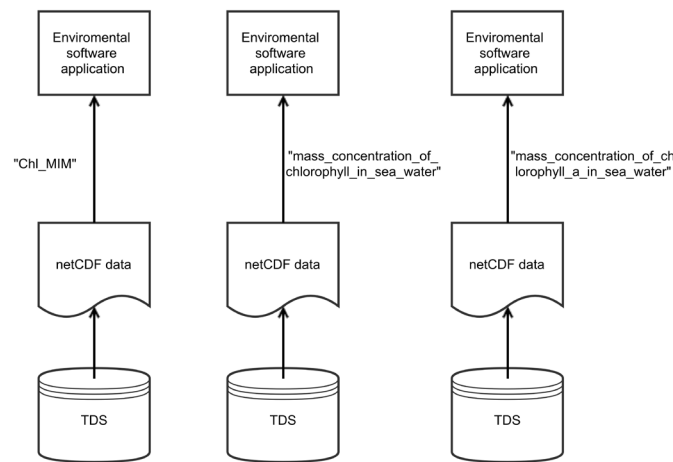 Enviromental
software
application
Enviromental
software
application
Enviromental
software
application
"Chl_MIM"
"mass_concentration_of_
chlorophyll_in_sea_water"
"mass_concentration_of_ch
lorophyll_a_in_sea_water"
netCDF data
netCDF data
netCDF data
TDS
TDS
TDS